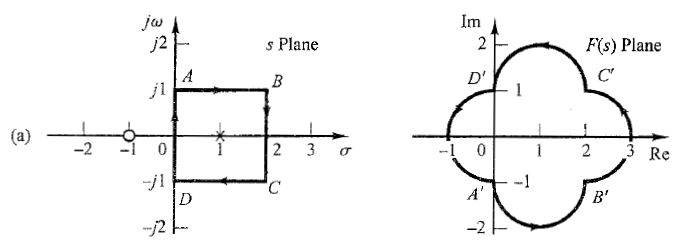 (a)
jω
j2
s Plane
A
B
j1
-2
-1
0
1
2
3
σ
-j1
D
C
-j2
Im
2
F(s) Plane
D'
C'
1
-1
0
1
2
3
Re
A'
-1
B'
-2